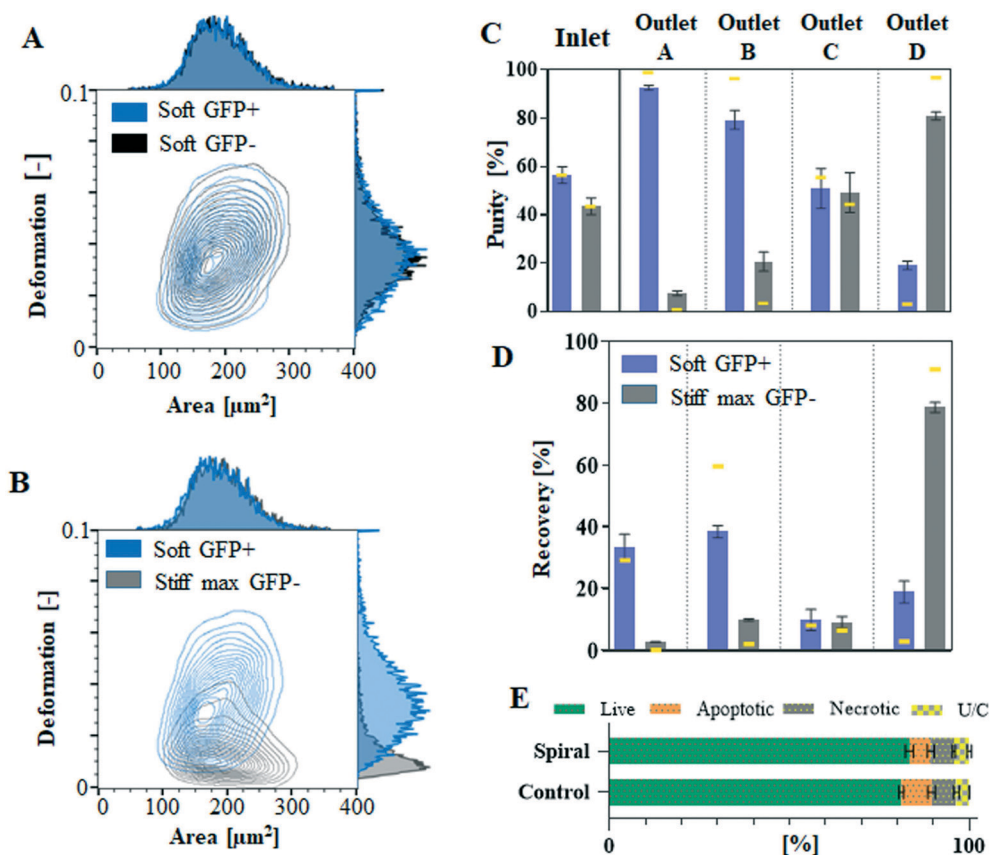 A
0.1
Soft GFP+
Soft GFP-
Deformation [-]
0
0 100 200 300 400
Area [µm²]
B
0.1
Soft GFP+
Stiff max GFP-
Deformation [-]
0
0 100 200 300 400
Area [µm²]
C
Inlet
Outlet A
Outlet B
Outlet C
Outlet D
100
80
60
40
20
0
Purity [%]
D
100
80
60
40
20
0
Recovery [%]
Soft GFP+
Stiff max GFP-
E
Live Apoptotic Necrotic U/C
Spiral
Control
0 [%] 100